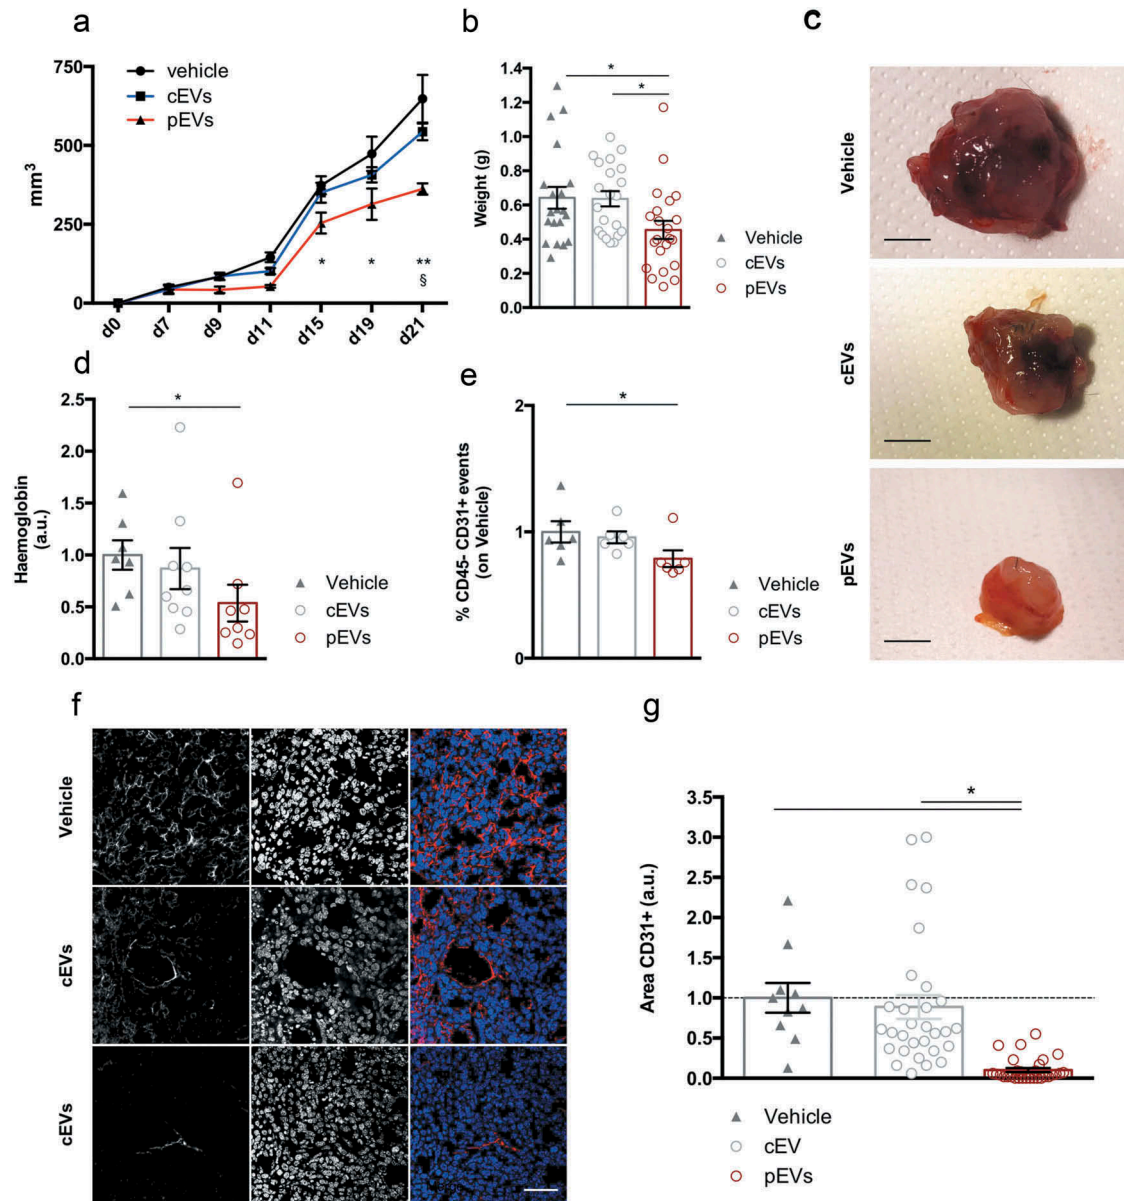 a
mm3
750
500
250
0
vehicle
cEVs
pEVs
* * **
§
d0 d7 d9 d11 d15 d19 d21
b
Weight (g)
1.4
1.2
1.0
0.8
0.6
0.4
0.2
0.0
*
*
Vehicle
cEVs
pEVs
c
Vehicle
cEVs
pEVs
d
Haemoglobin
(a.u.)
2.5
2.0
1.5
1.0
0.5
0.0
*
Vehicle
cEVs
pEVs
e
% CD45- CD31+ events
(on Vehicle)
2
1
0
*
Vehicle
cEVs
pEVs
f
Vehicle
cEVs
cEVs
g
Area CD31+ (a.u.)
3.5
3.0
2.5
2.0
1.5
1.0
0.5
0.0
*
Vehicle
cEV
pEVs